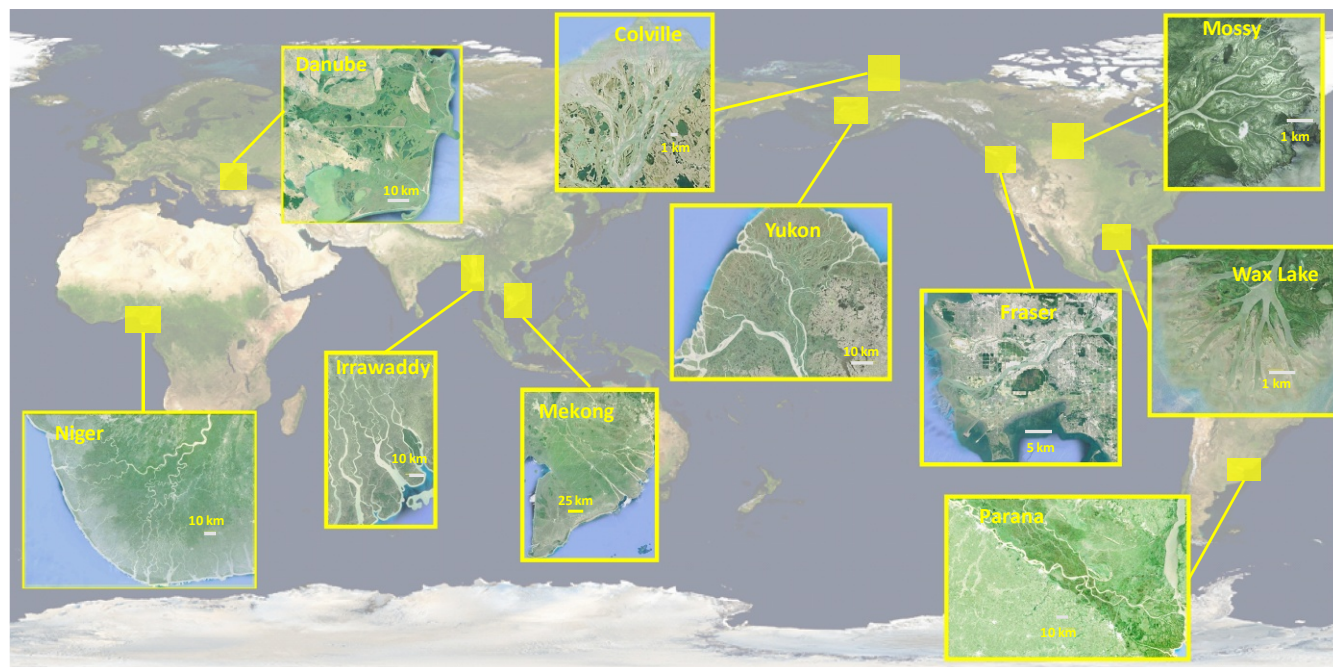 Colville
1 km
Mossy
1 km
Danube
10 km
Yukon
10 km
Wax Lake
1 km
Fraser
5 km
Irrawaddy
10 km
Mekong
25 km
Niger
10 km
Parana
10 km